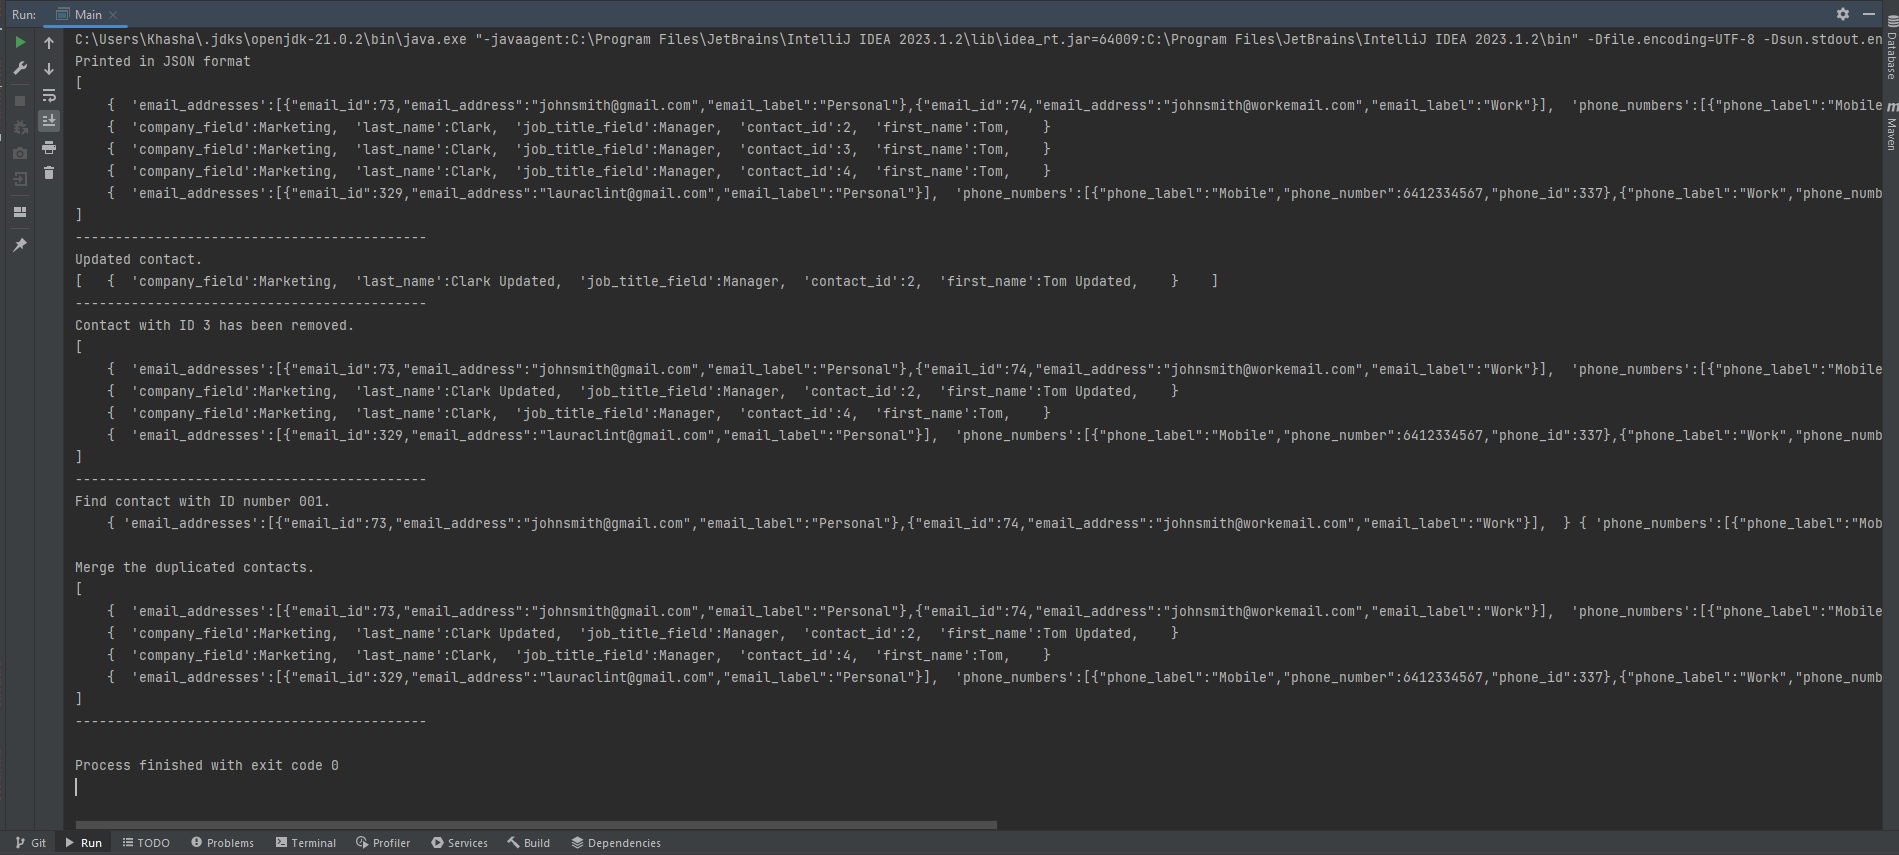 Run: Main
C:\Users\Khasha\.jdks\openjdk-21.0.2\bin\java.exe "-javaagent:C:\Program Files\JetBrains\IntelliJ IDEA 2023.1.2\lib\idea_rt.jar=64009:C:\Program Files\JetBrains\IntelliJ IDEA 2023.1.2\bin" -Dfile.encoding=UTF-8 -Dsun.stdout.en
Printed in JSON format
[
    {  'email_addresses':[{"email_id":73,"email_address":"johnsmith@gmail.com","email_label":"Personal"},{"email_id":74,"email_address":"johnsmith@workemail.com","email_label":"Work"}],  'phone_numbers':[{"phone_label":"Mobile
    {  'company_field':Marketing,  'last_name':Clark,  'job_title_field':Manager,  'contact_id':2,  'first_name':Tom,    }
    {  'company_field':Marketing,  'last_name':Clark,  'job_title_field':Manager,  'contact_id':3,  'first_name':Tom,    }
    {  'company_field':Marketing,  'last_name':Clark,  'job_title_field':Manager,  'contact_id':4,  'first_name':Tom,    }
    {  'email_addresses':[{"email_id":329,"email_address":"lauraclint@gmail.com","email_label":"Personal"}],  'phone_numbers':[{"phone_label":"Mobile","phone_number":6412334567,"phone_id":337},{"phone_label":"Work","phone_numb
]
--------------------------------------------
Updated contact.
[   {  'company_field':Marketing,  'last_name':Clark Updated,  'job_title_field':Manager,  'contact_id':2,  'first_name':Tom Updated,    }    ]
--------------------------------------------
Contact with ID 3 has been removed.
[
    {  'email_addresses':[{"email_id":73,"email_address":"johnsmith@gmail.com","email_label":"Personal"},{"email_id":74,"email_address":"johnsmith@workemail.com","email_label":"Work"}],  'phone_numbers':[{"phone_label":"Mobile
    {  'company_field':Marketing,  'last_name':Clark Updated,  'job_title_field':Manager,  'contact_id':2,  'first_name':Tom Updated,    }
    {  'company_field':Marketing,  'last_name':Clark,  'job_title_field':Manager,  'contact_id':4,  'first_name':Tom,    }
    {  'email_addresses':[{"email_id":329,"email_address":"lauraclint@gmail.com","email_label":"Personal"}],  'phone_numbers':[{"phone_label":"Mobile","phone_number":6412334567,"phone_id":337},{"phone_label":"Work","phone_numb
]
--------------------------------------------
Find contact with ID number 001.
    { 'email_addresses':[{"email_id":73,"email_address":"johnsmith@gmail.com","email_label":"Personal"},{"email_id":74,"email_address":"johnsmith@workemail.com","email_label":"Work"}],  } { 'phone_numbers':[{"phone_label":"Mob
Merge the duplicated contacts.
[
    {  'email_addresses':[{"email_id":73,"email_address":"johnsmith@gmail.com","email_label":"Personal"},{"email_id":74,"email_address":"johnsmith@workemail.com","email_label":"Work"}],  'phone_numbers':[{"phone_label":"Mobile
    {  'company_field':Marketing,  'last_name':Clark Updated,  'job_title_field':Manager,  'contact_id':2,  'first_name':Tom Updated,    }
    {  'company_field':Marketing,  'last_name':Clark,  'job_title_field':Manager,  'contact_id':4,  'first_name':Tom,    }
    {  'email_addresses':[{"email_id":329,"email_address":"lauraclint@gmail.com","email_label":"Personal"}],  'phone_numbers':[{"phone_label":"Mobile","phone_number":6412334567,"phone_id":337},{"phone_label":"Work","phone_numb
]
--------------------------------------------
Process finished with exit code 0
Database
m Maven
Git Run TODO Problems Terminal Profiler Services Build Dependencies